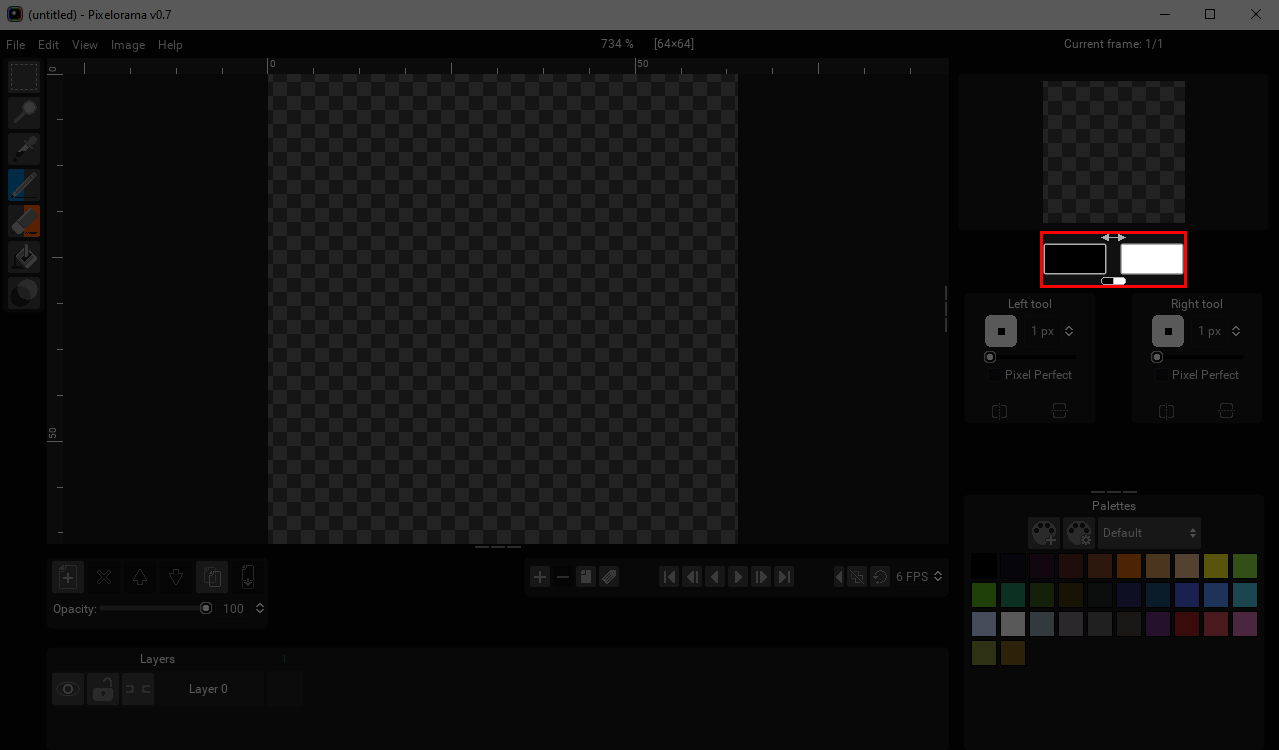 (untitled) - Pixelorama v0.7
File Edit View Image Help
734 % [64×64]
Current frame: 1/1
0
50
0
50
Left tool
Right tool
1 px
1 px
Pixel Perfect
Pixel Perfect
Palettes
Default
6 FPS
Opacity: 100
Layers
1
Layer 0